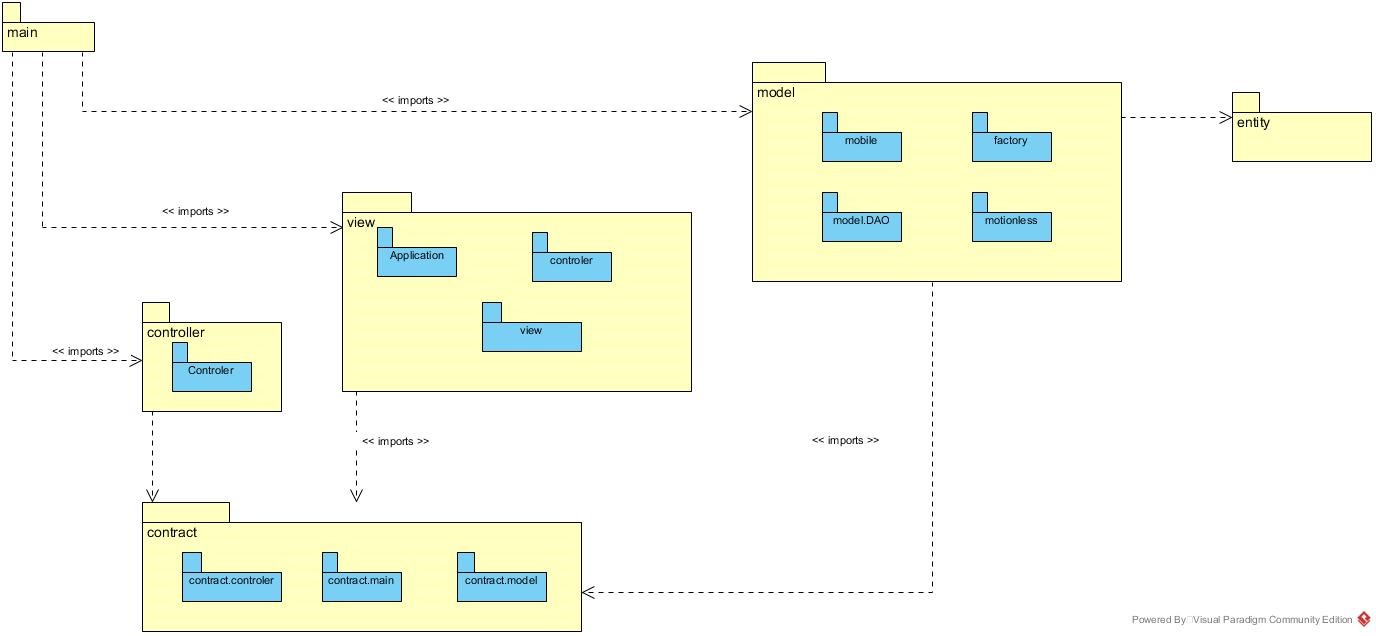 main
<< imports >>
model
mobile
factory
entity
model.DAO
motionless
<< imports >>
view
Application
controler
view
controller
<< imports >>
Controler
<< imports >>
<< imports >>
contract
contract.controler
contract.main
contract.model
Powered By Visual Paradigm Community Edition